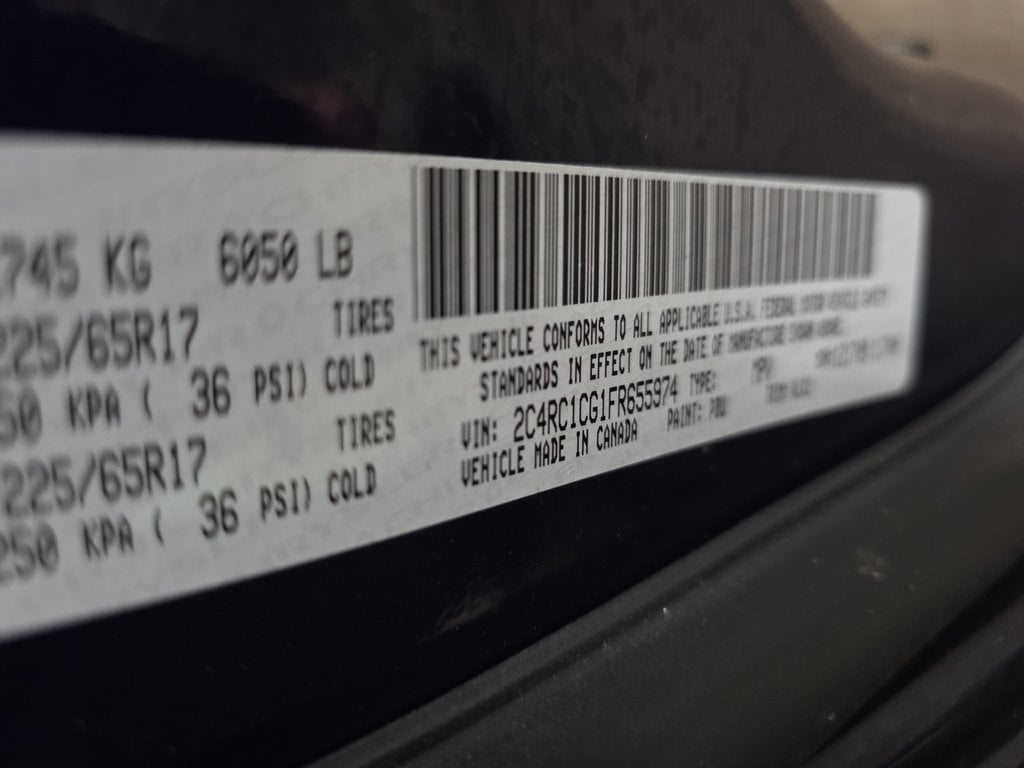 745 KG 6050 LB
225/65R17 TIRES
50 KPA ( 36 PSI) COLD
225/65R17 TIRES
250 KPA ( 36 PSI) COLD
THIS VEHICLE CONFORMS TO ALL APPLICABLE U.S.A. FEDERAL MOTOR VEHICLE SAFETY
STANDARDS IN EFFECT ON THE DATE OF MANUFACTURE SHOWN ABOVE.
VIN: 2C4RC1CG1FR655974 TYPE: MPV
VEHICLE MADE IN CANADA PAINT: PBU